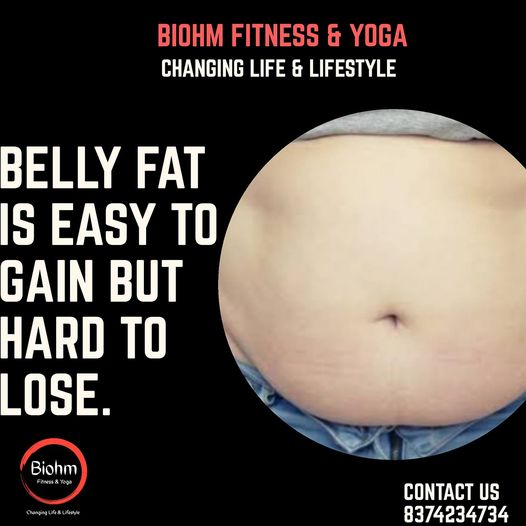 BIOHM FITNESS & YOGA
CHANGING LIFE & LIFESTYLE
BELLY FAT
IS EASY TO
GAIN BUT
HARD TO
LOSE.
Biohm
Fitness & Yoga
Changing Life & Lifestyle
CONTACT US
8374234734